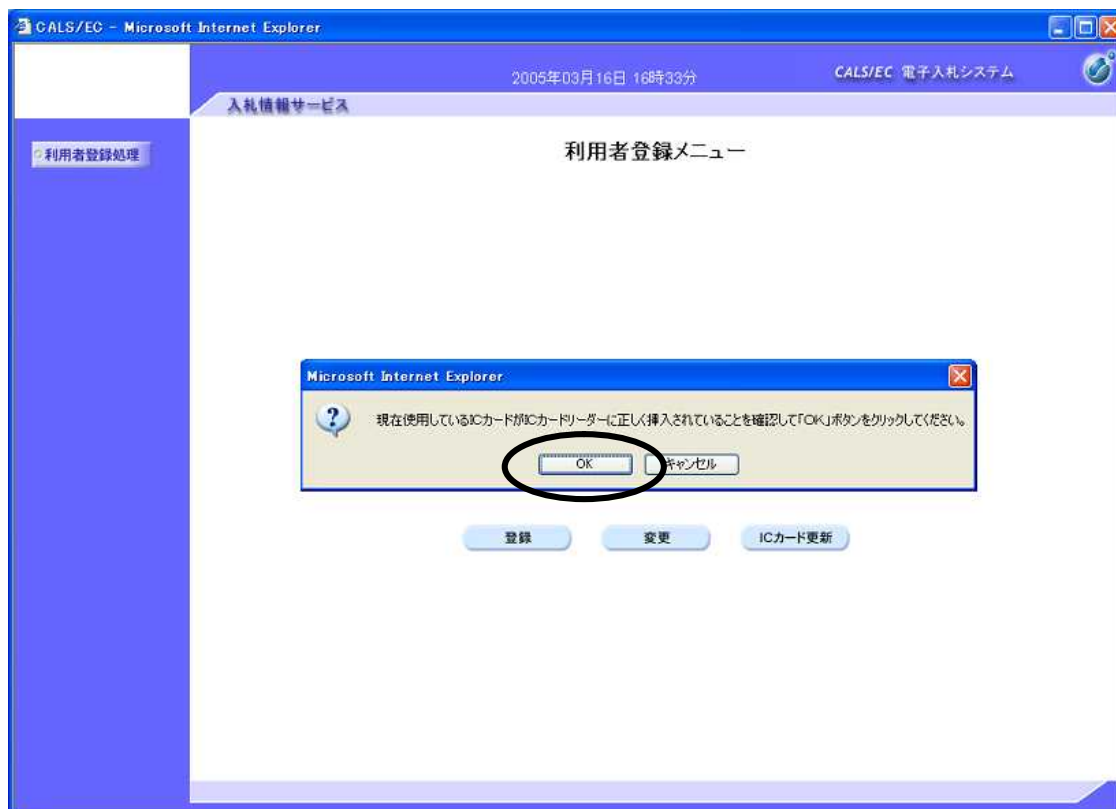 CALS/EC - Microsoft Internet Explorer
2005年03月16日 16時33分
CALS/EC 電子入札システム
入札情報サービス
利用者登録処理
利用者登録メニュー
Microsoft Internet Explorer
現在使用しているICカードがICカードリーダーに正しく挿入されていることを確認して「OK」ボタンをクリックしてください。
OK
キャンセル
登録
変更
ICカード更新